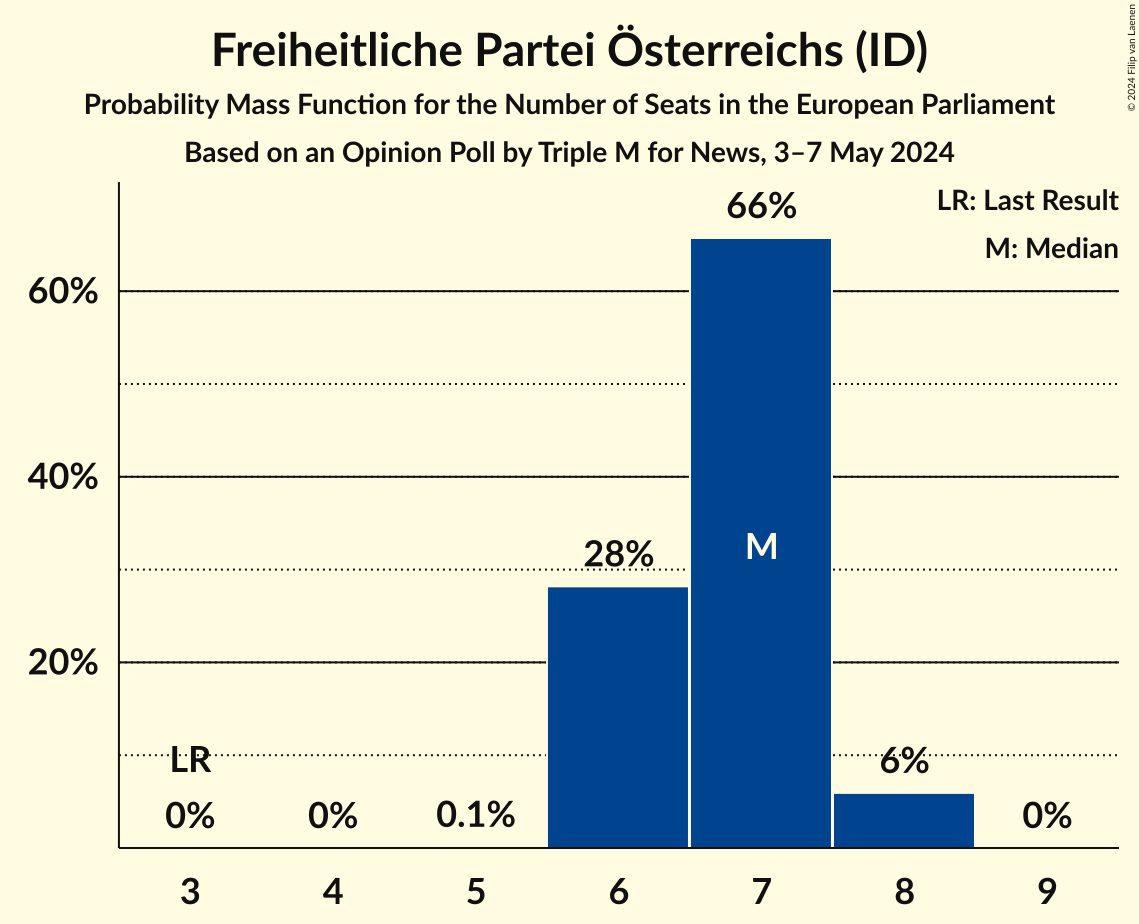 Freiheitliche Partei Österreichs (ID)
Probability Mass Function for the Number of Seats in the European Parliament
Based on an Opinion Poll by Triple M for News, 3–7 May 2024
© 2024 Filip van Laenen
LR: Last Result
M: Median
66%
60%
40%
28%
M
20%
LR
6%
0%
0%
0.1%
0%
3
4
5
6
7
8
9